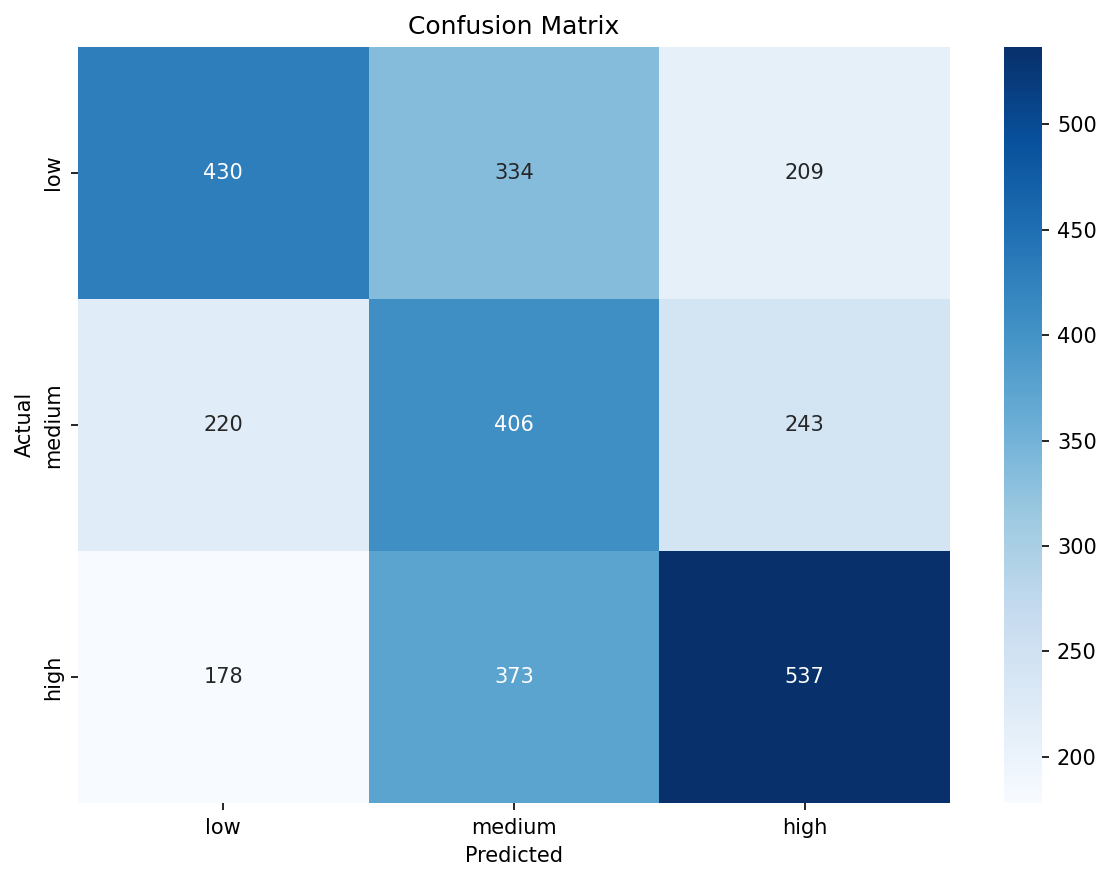 Confusion Matrix
low 430 334 209
medium 220 406 243
high 178 373 537
Actual
low medium high
Predicted
500
450
400
350
300
250
200